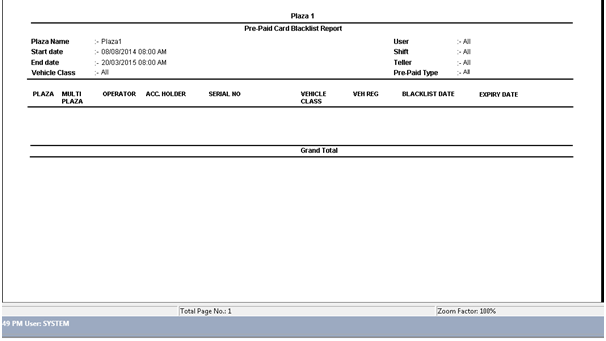 Plaza 1
Pre-Paid Card Blacklist Report
Plaza Name :- Plaza1 User :- All
Start date :- 08/08/2014 08:00 AM Shift :- All
End date :- 20/03/2015 08:00 AM Teller :- All
Vehicle Class :- All Pre-Paid Type :- All
PLAZA MULTI PLAZA OPERATOR ACC. HOLDER SERIAL NO VEHICLE CLASS VEH REG BLACKLIST DATE EXPIRY DATE
Grand Total
Total Page No.: 1 Zoom Factor: 100%
49 PM User: SYSTEM